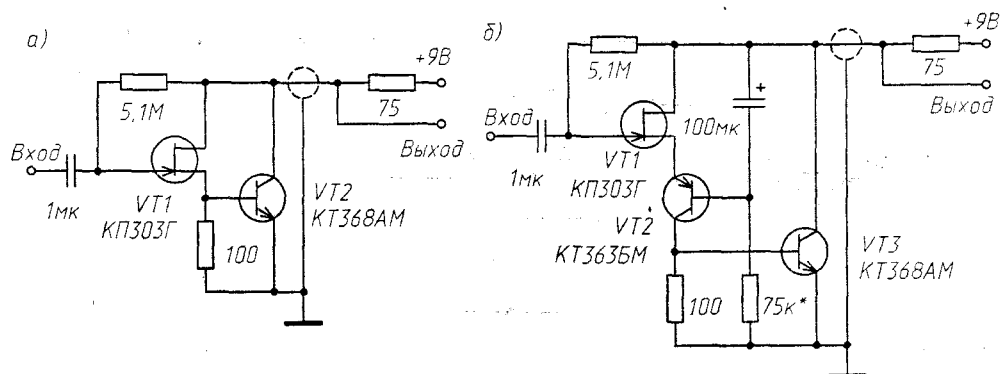 а)
+9В
5,1М
75
Вход
Выход
1мк
VT1
КП303Г
VT2
КТ368АМ
100
б)
+9В
5,1М
75
Вход
100мк
Выход
1мк
VT1
КП303Г
VT2
КТ363БМ
VT3
КТ368АМ
100
75к*
+